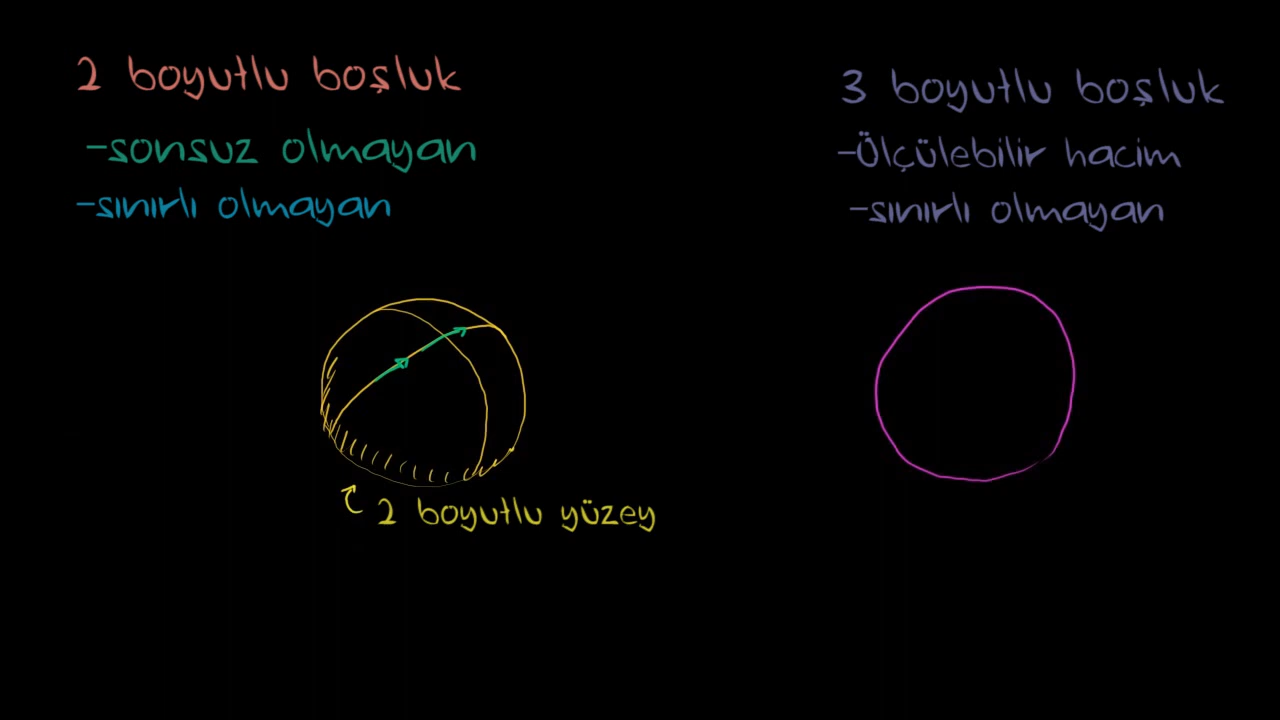 2 boyutlu boşluk
-sonsuz olmayan
-sınırlı olmayan
3 boyutlu boşluk
-Ölçülebilir hacim
-sınırlı olmayan
2 boyutlu yüzey